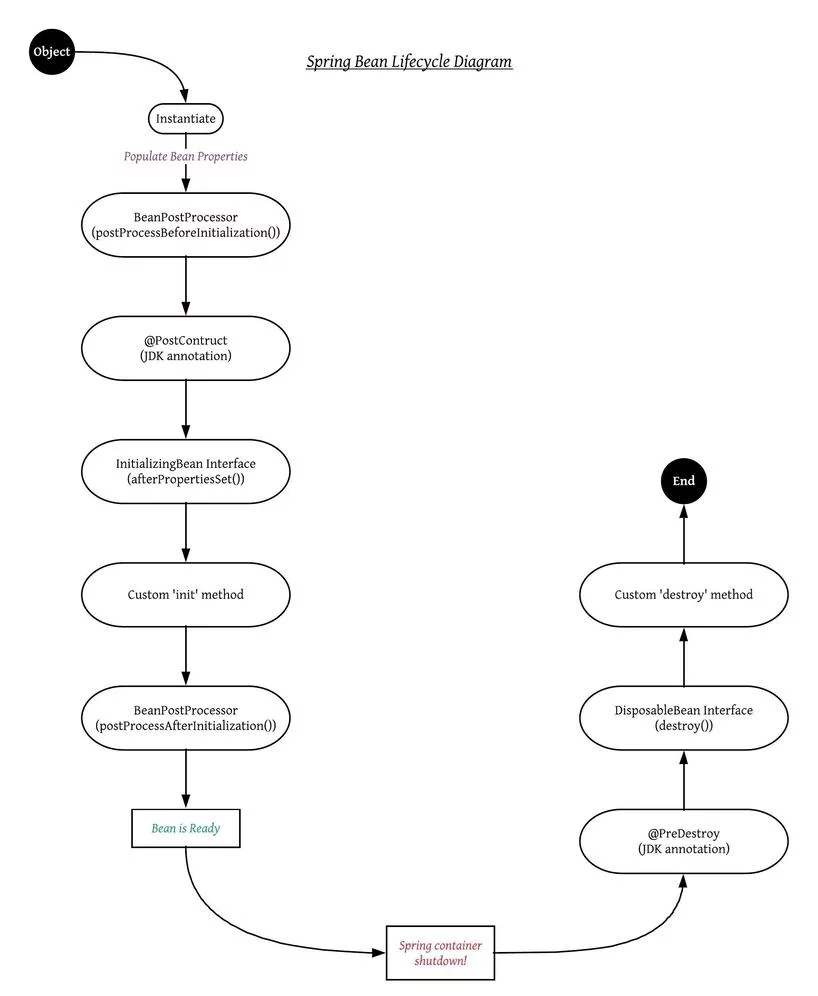 Object
Spring Bean Lifecycle Diagram
Instantiate
Populate Bean Properties
BeanPostProcessor
(postProcessBeforeInitialization())
@PostContruct
(JDK annotation)
InitializingBean Interface
(afterPropertiesSet())
Custom 'init' method
BeanPostProcessor
(postProcessAfterInitialization())
Bean is Ready
Spring container
shutdown!
@PreDestroy
(JDK annotation)
DisposableBean Interface
(destroy())
Custom 'destroy' method
End